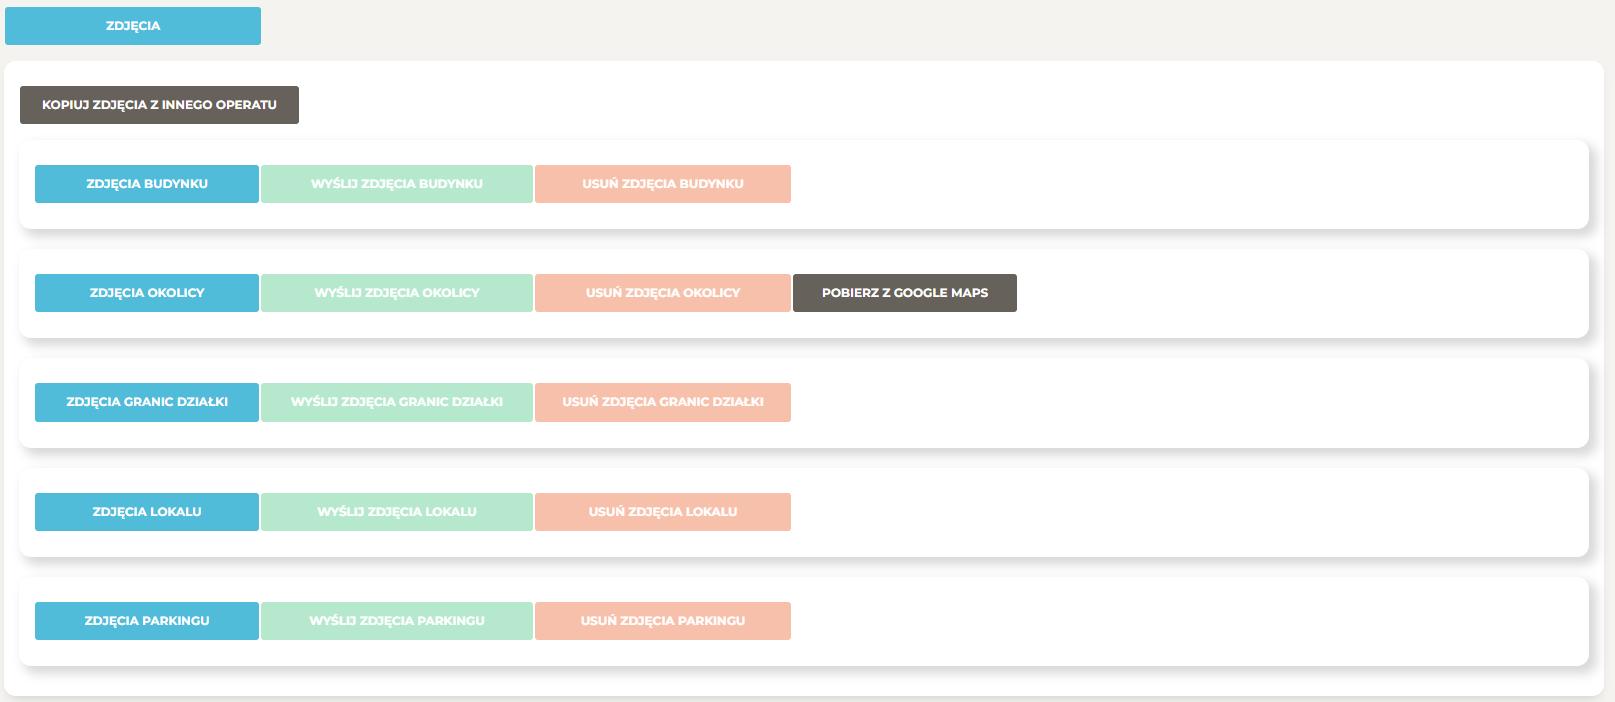 ZDJĘCIA
KOPIUJ ZDJĘCIA Z INNEGO OPERATU
ZDJĘCIA BUDYNKU WYŚLIJ ZDJĘCIA BUDYNKU USUŃ ZDJĘCIA BUDYNKU
ZDJĘCIA OKOLICY WYŚLIJ ZDJĘCIA OKOLICY USUŃ ZDJĘCIA OKOLICY POBIERZ Z GOOGLE MAPS
ZDJĘCIA GRANIC DZIAŁKI WYŚLIJ ZDJĘCIA GRANIC DZIAŁKI USUŃ ZDJĘCIA GRANIC DZIAŁKI
ZDJĘCIA LOKALU WYŚLIJ ZDJĘCIA LOKALU USUŃ ZDJĘCIA LOKALU
ZDJĘCIA PARKINGU WYŚLIJ ZDJĘCIA PARKINGU USUŃ ZDJĘCIA PARKINGU